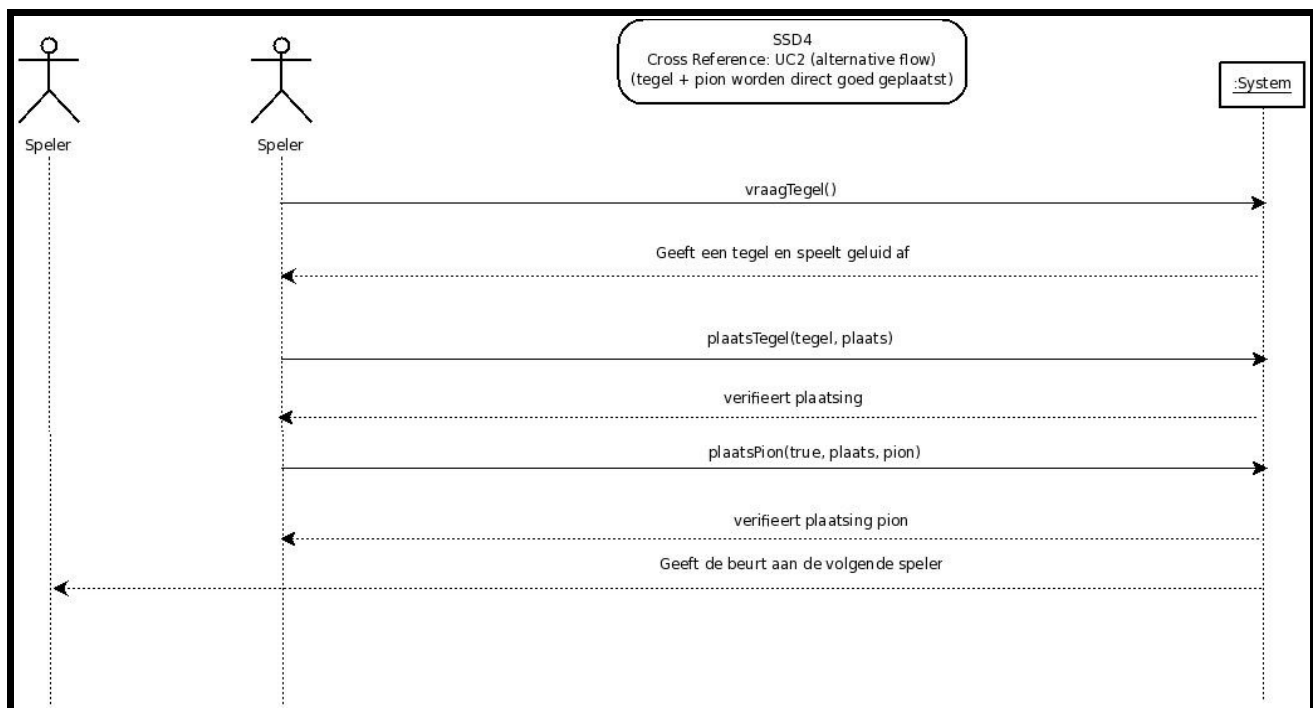 SSD4
Cross Reference: UC2 (alternative flow)
(tegel + pion worden direct goed geplaatst)
:System
Speler
Speler
vraagTegel()
Geeft een tegel en speelt geluid af
plaatsTegel(tegel, plaats)
verifieert plaatsing
plaatsPion(true, plaats, pion)
verifieert plaatsing pion
Geeft de beurt aan de volgende speler